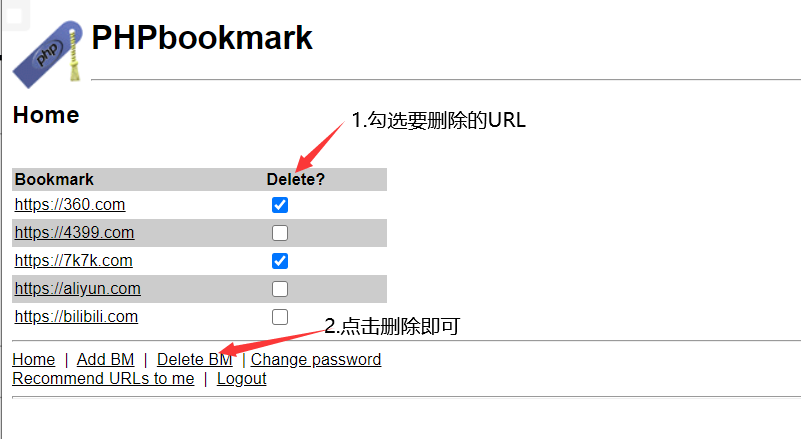 php
PHPbookmark
Home
1.勾选要删除的URL
Bookmark Delete?
https://360.com
https://4399.com
https://7k7k.com
https://aliyun.com
https://bilibili.com
2.点击删除即可
Home | Add BM | Delete BM | Change password
Recommend URLs to me | Logout